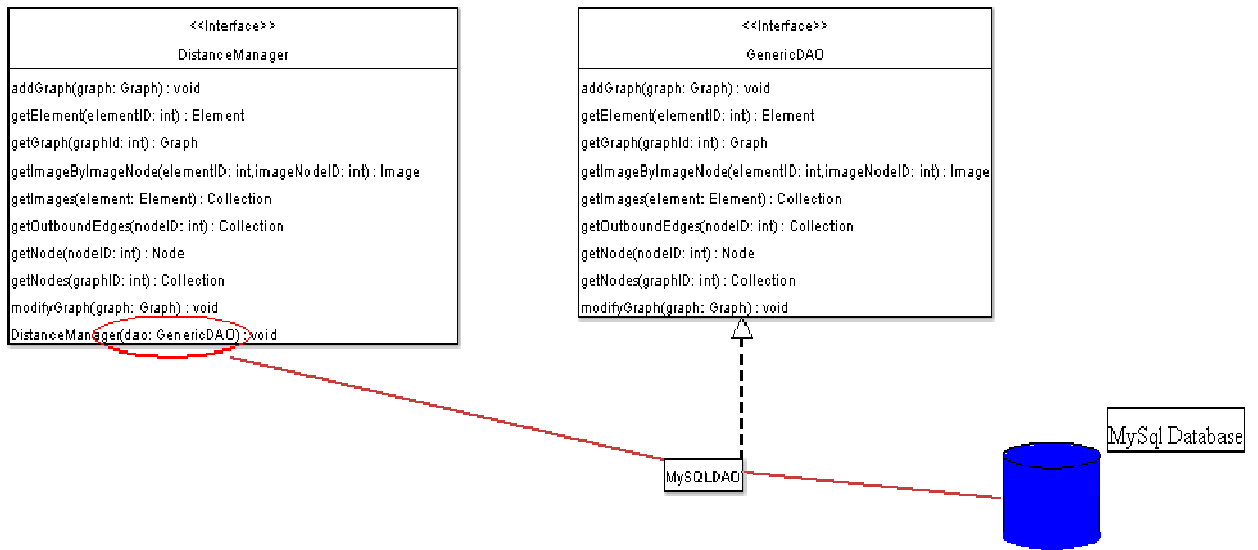 <<Interface>>
DistanceManager
addGraph(graph: Graph) : void
getElement(elementID: int) : Element
getGraph(graphId: int) : Graph
getImageByImageNode(elementID: int,imageNodeID: int) : Image
getImages(element: Element) : Collection
getOutboundEdges(nodeID: int) : Collection
getNode(nodeID: int) : Node
getNodes(graphID: int) : Collection
modifyGraph(graph: Graph) : void
DistanceManager(dao: GenericDAO) : void
<<Interface>>
GenericDAO
addGraph(graph: Graph) : void
getElement(elementID: int) : Element
getGraph(graphId: int) : Graph
getImageByImageNode(elementID: int,imageNodeID: int) : Image
getImages(element: Element) : Collection
getOutboundEdges(nodeID: int) : Collection
getNode(nodeID: int) : Node
getNodes(graphID: int) : Collection
modifyGraph(graph: Graph) : void
MySQLDAO
MySql Database